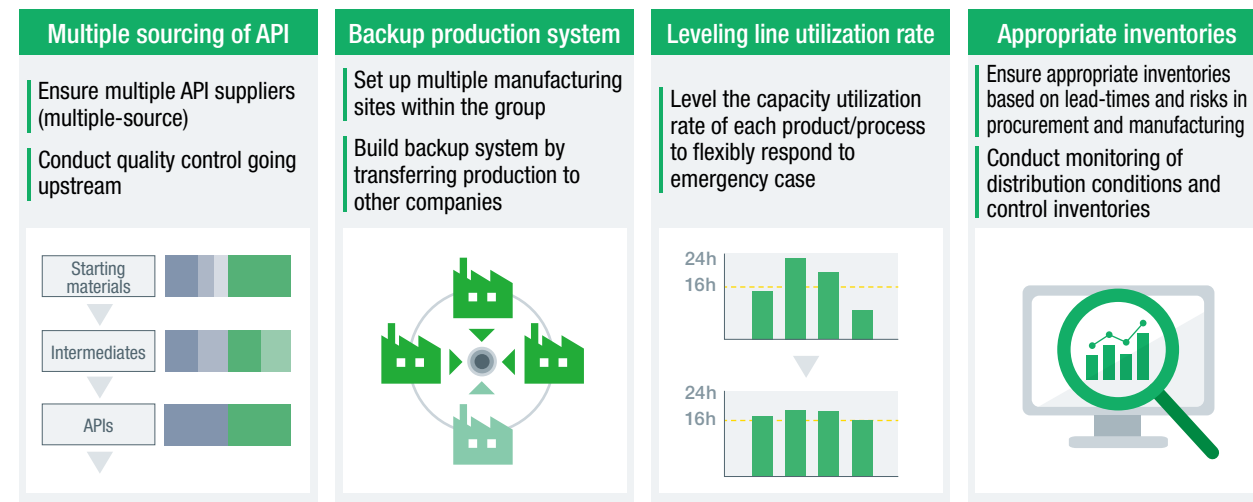 Multiple sourcing of API
Ensure multiple API suppliers
(multiple-source)
Conduct quality control going
upstream
Starting
materials
Intermediates
APIs
Backup production system
Set up multiple manufacturing
sites within the group
Build backup system by
transferring production to
other companies
Leveling line utilization rate
Level the capacity utilization
rate of each product/process
to flexibly respond to
emergency case
24h
16h
24h
16h
Appropriate inventories
Ensure appropriate inventories
based on lead-times and risks in
procurement and manufacturing
Conduct monitoring of
distribution conditions and
control inventories